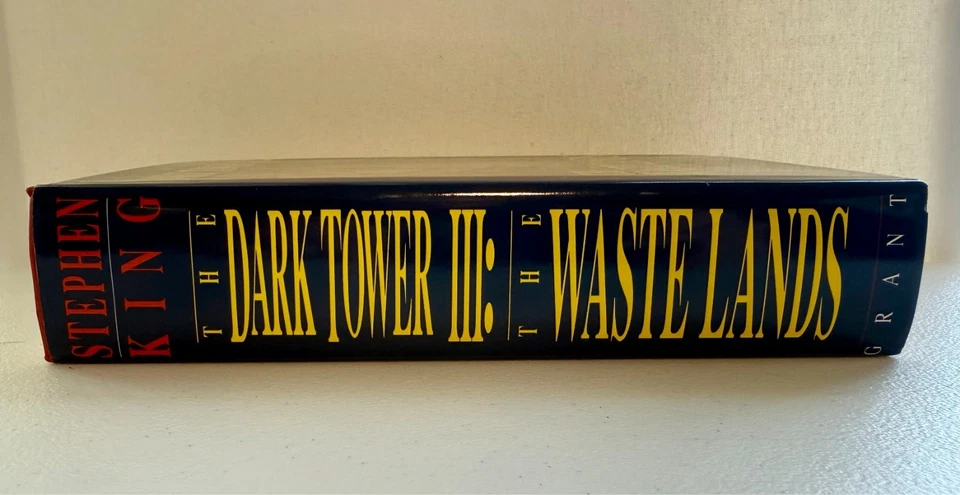 STEPHEN
KING
THE
DARK TOWER III:
THE
WASTE LANDS
GRANT